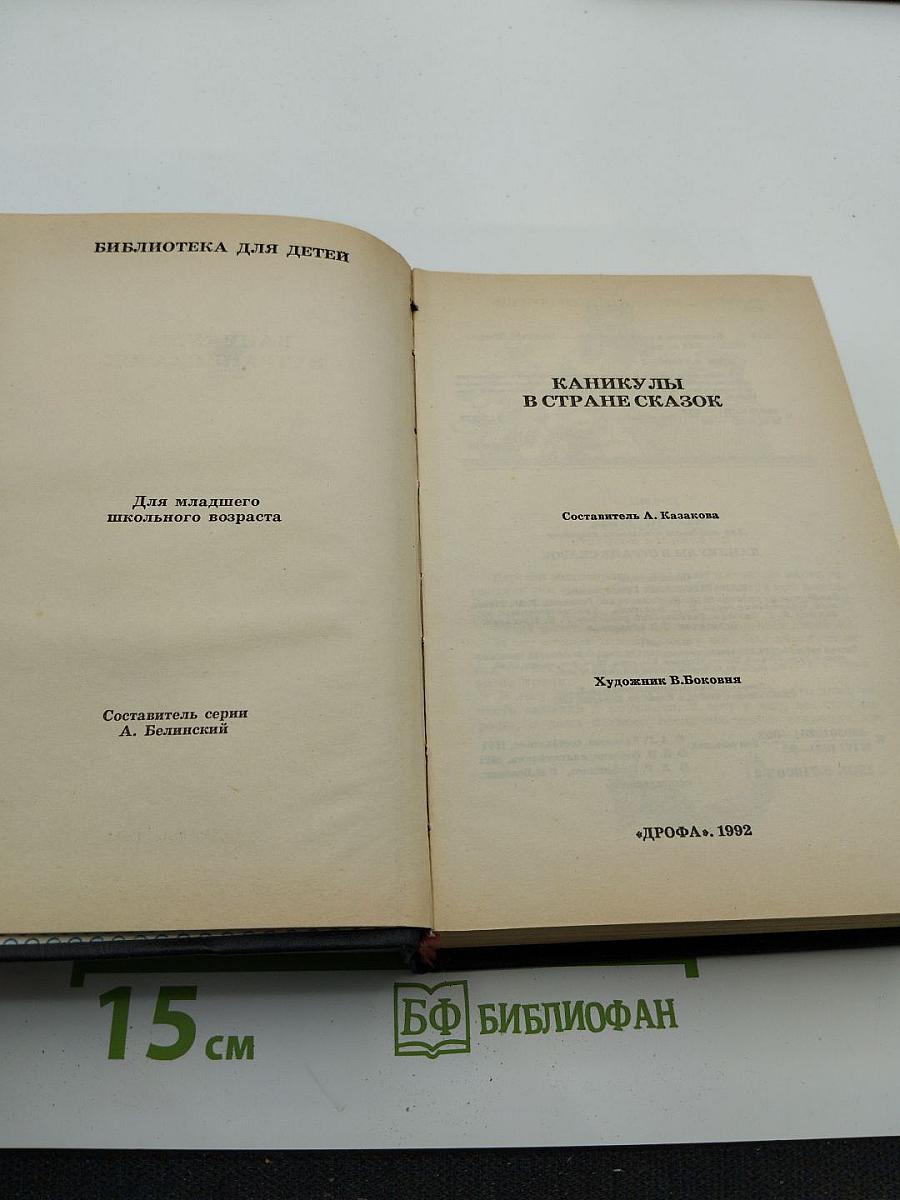 БИБЛИОТЕКА ДЛЯ ДЕТЕЙ
Для младшего
школьного возраста
Составитель серии
А. Белинский
КАНИКУЛЫ
В СТРАНЕ СКАЗОК
Составитель А. Казакова
Художник В.Боковня
«ДРОФА». 1992
15 см
БФ БИБЛИОФАН